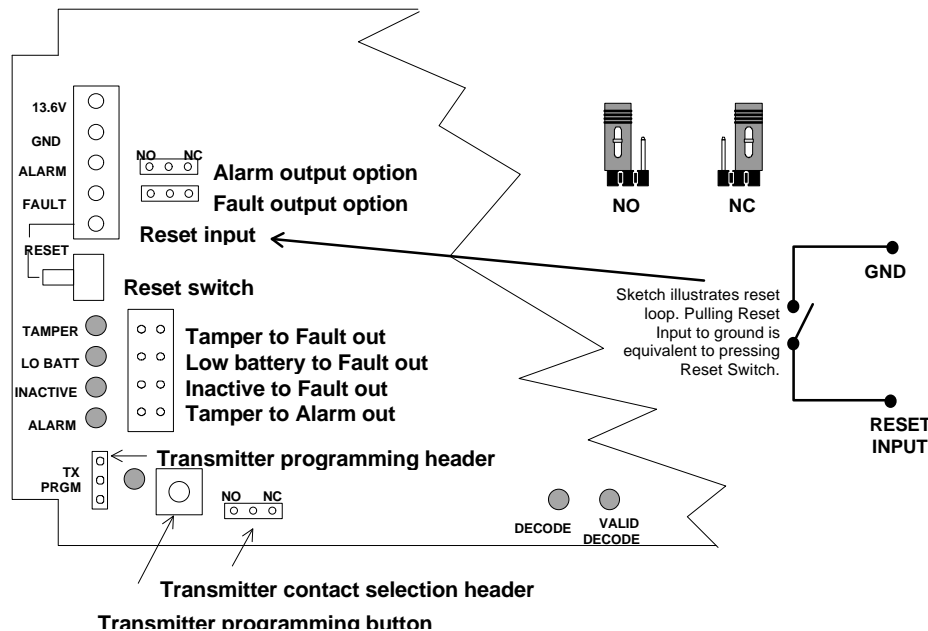 13.6V
GND
ALARM
FAULT
RESET
NO NC
Alarm output option
Fault output option
Reset input
Reset switch
TAMPER
LO BATT
INACTIVE
ALARM
Tamper to Fault out
Low battery to Fault out
Inactive to Fault out
Tamper to Alarm out
Transmitter programming header
TX
PRGM
NO NC
DECODE
VALID
DECODE
Transmitter contact selection header
Transmitter programming button
NO
NC
GND
Sketch illustrates reset
loop. Pulling Reset
Input to ground is
equivalent to pressing
Reset Switch.
RESET
INPUT